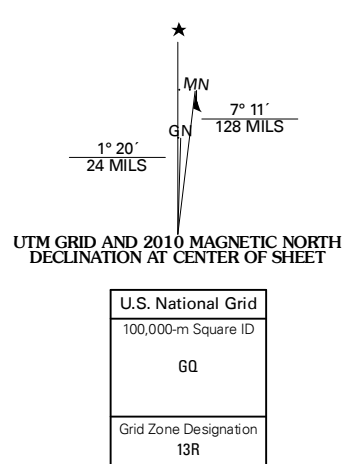 ★
MN
7° 11´
128 MILS
GN
1° 20´
24 MILS
UTM GRID AND 2010 MAGNETIC NORTH
DECLINATION AT CENTER OF SHEET
U.S. National Grid
100,000-m Square ID
GQ
Grid Zone Designation
13R